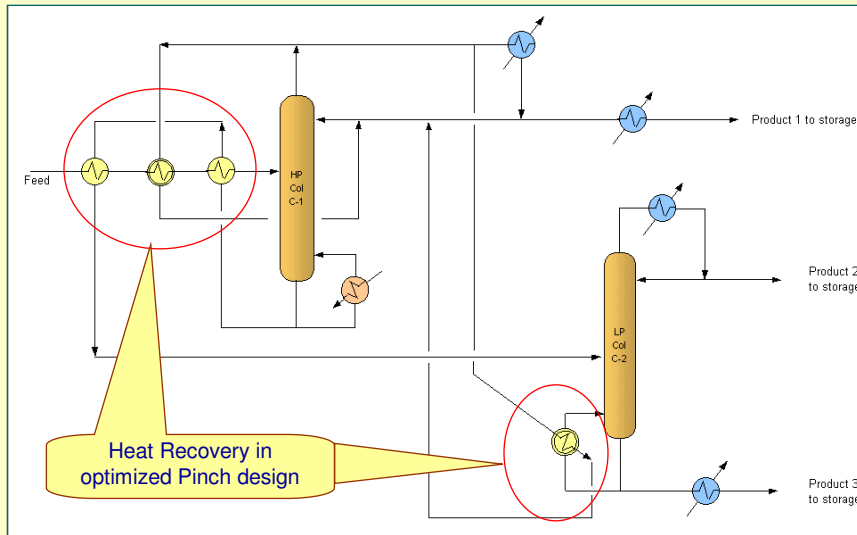 Product 1 to storage
Feed
HP
Col
C-1
Product 2
to storage
LP
Col
C-2
Heat Recovery in
optimized Pinch design
Product 3
to storage